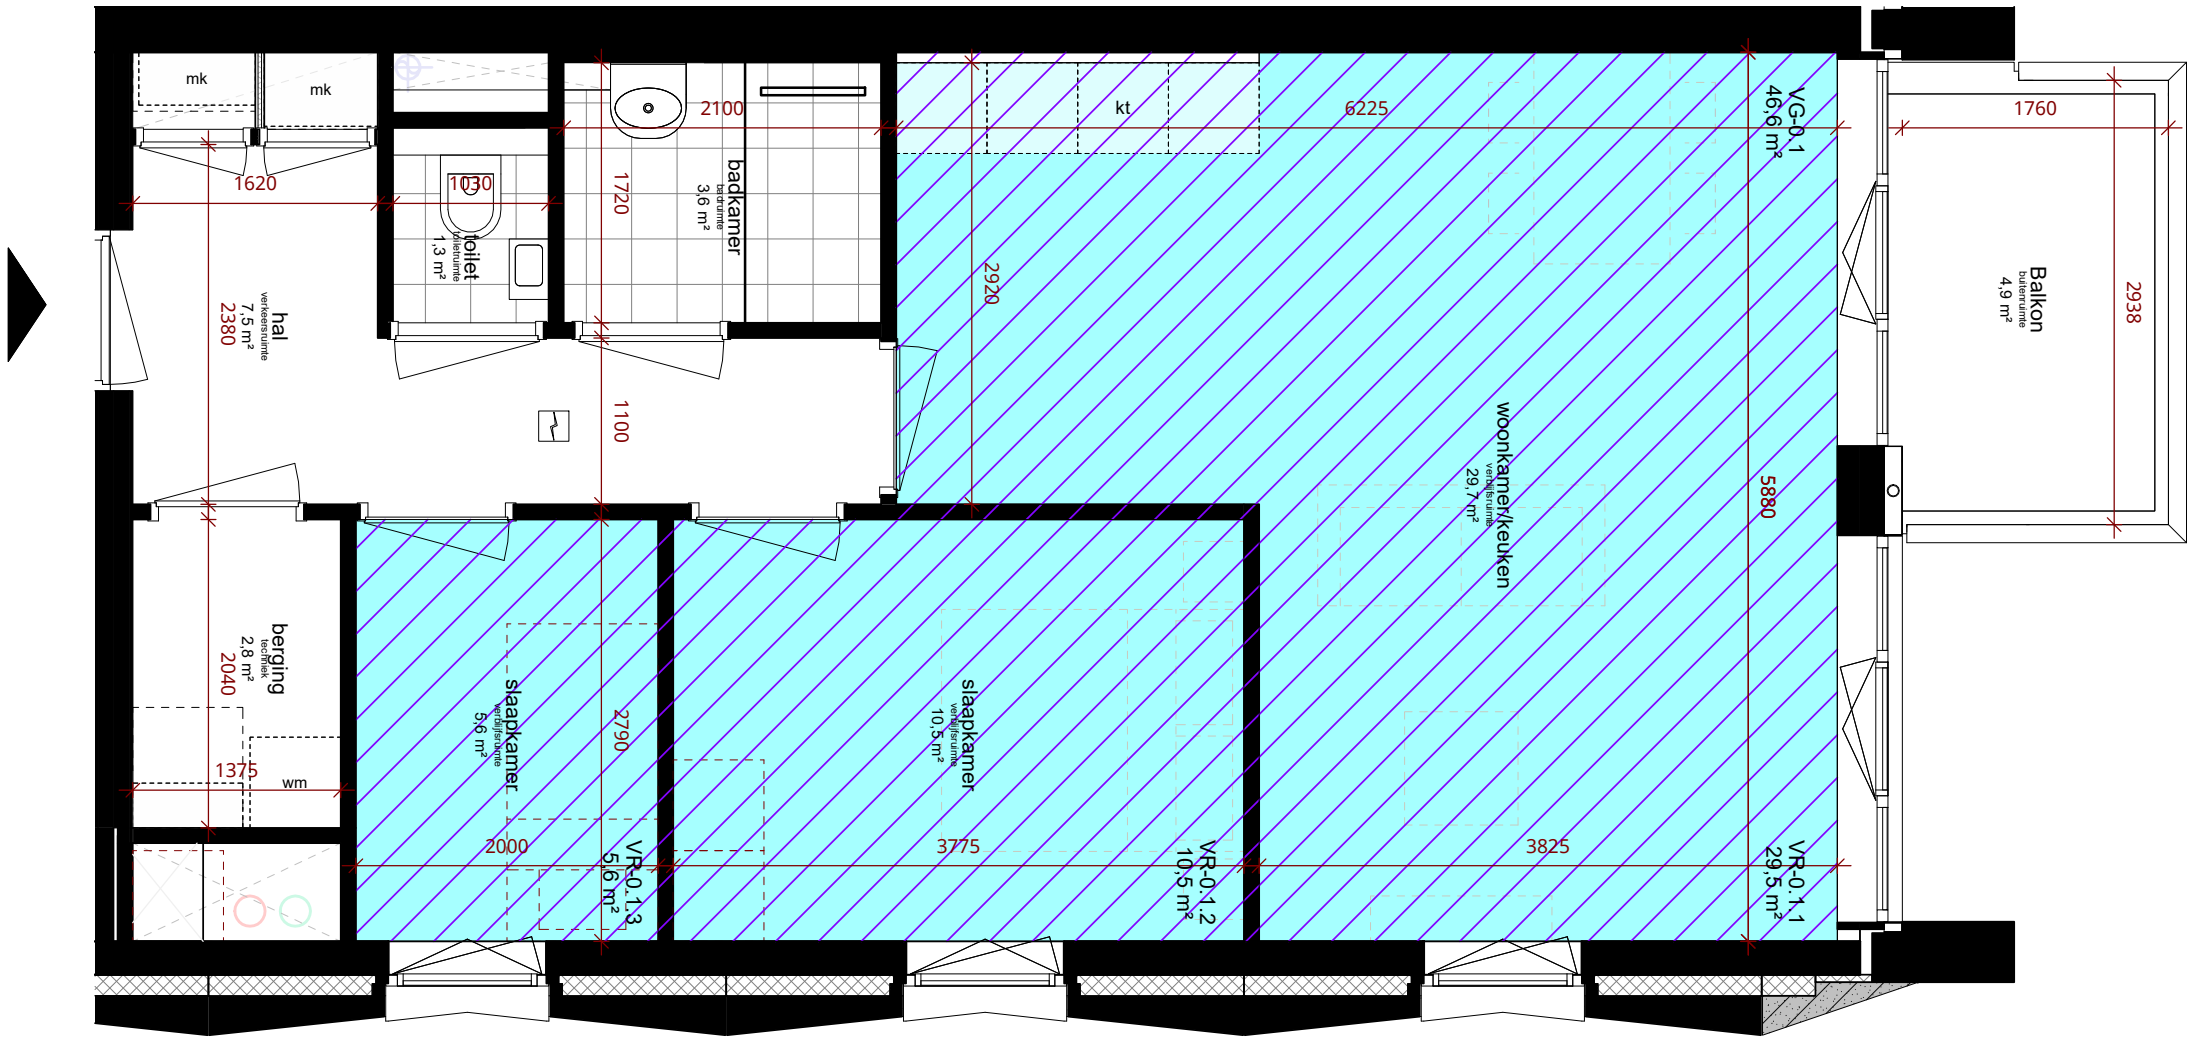 mk
mk
kt
2100
6225
1760
VG-0.1
46,6 m²
1620
1030
1720
badkamer
badruimte
3,6 m²
toilet
toiletruimte
1,3 m²
2920
hal
verkeersruimte
7,5 m²
2380
Balkon
buitenruimte
4,9 m²
2938
1100
woonkamer/keuken
verblijfsruimte
29,7 m²
5880
berging
techniek
2,8 m²
2040
slaapkamer
verblijfsruimte
5,6 m²
2790
slaapkamer
verblijfsruimte
10,5 m²
1375
wm
2000
3775
3825
VR-0.1.3
5,6 m²
VR-0.1.2
10,5 m²
VR-0.1.1
29,5 m²